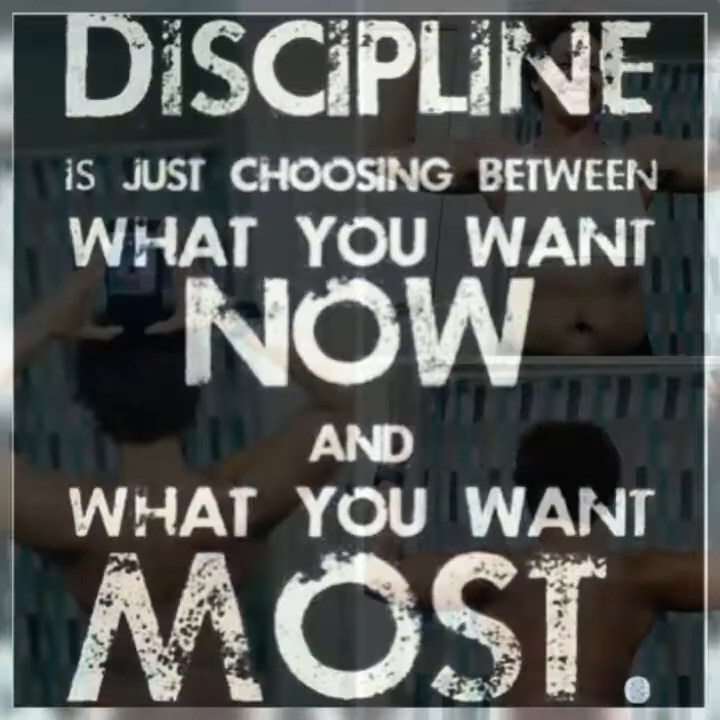 DISCIPLINE
IS JUST CHOOSING BETWEEN
WHAT YOU WANT
NOW
AND
WHAT YOU WANT
MOST.